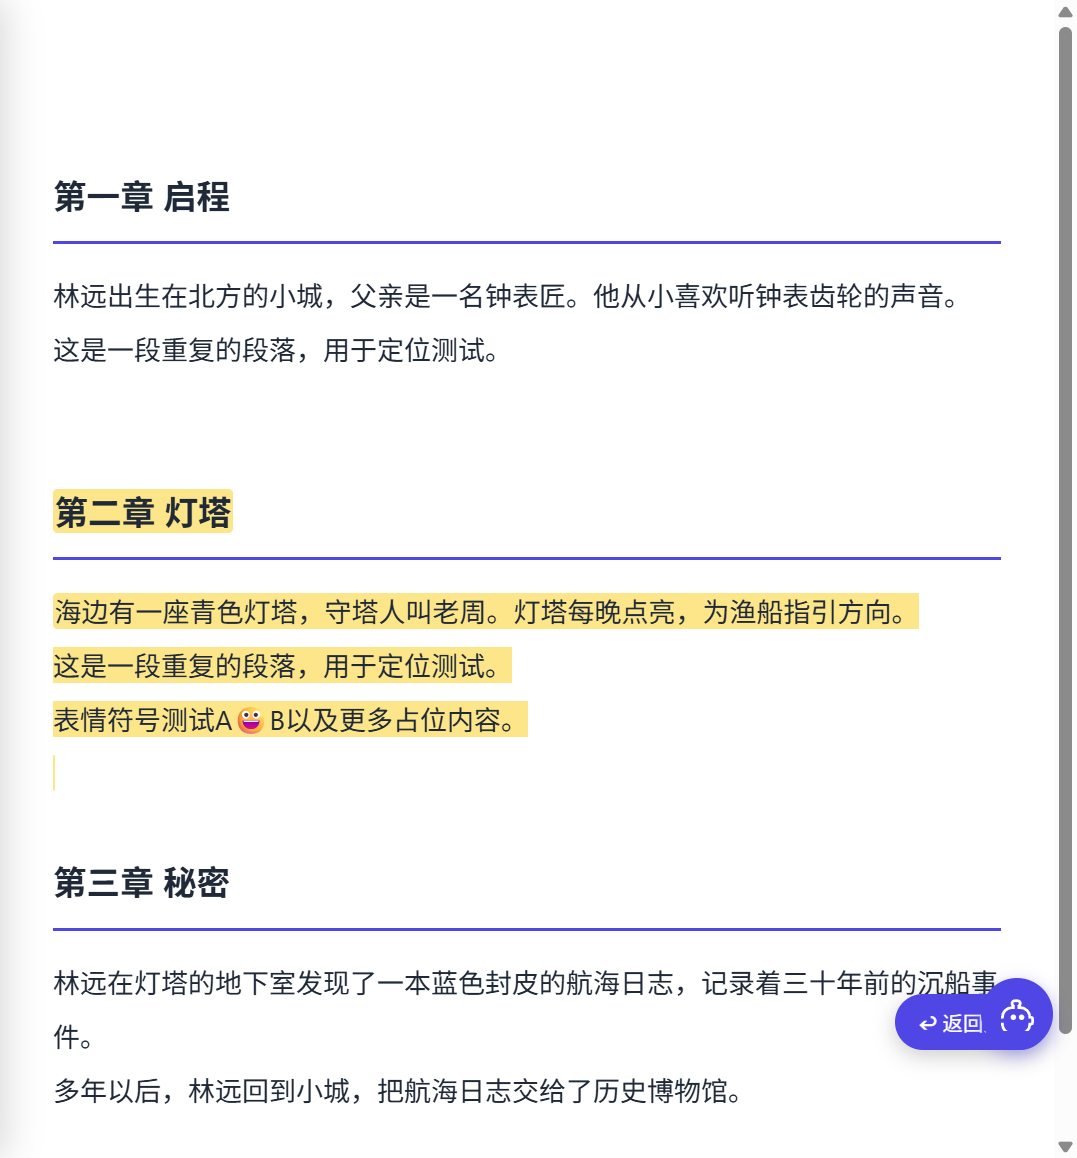 第一章 启程
林远出生在北方的小城，父亲是一名钟表匠。他从小喜欢听钟表齿轮的声音。
这是一段重复的段落，用于定位测试。
第二章 灯塔
海边有一座青色灯塔，守塔人叫老周。灯塔每晚点亮，为渔船指引方向。
这是一段重复的段落，用于定位测试。
表情符号测试A😀B以及更多占位内容。
第三章 秘密
林远在灯塔的地下室发现了一本蓝色封皮的航海日志，记录着三十年前的沉船事
件。
多年以后，林远回到小城，把航海日志交给了历史博物馆。
↩ 返回